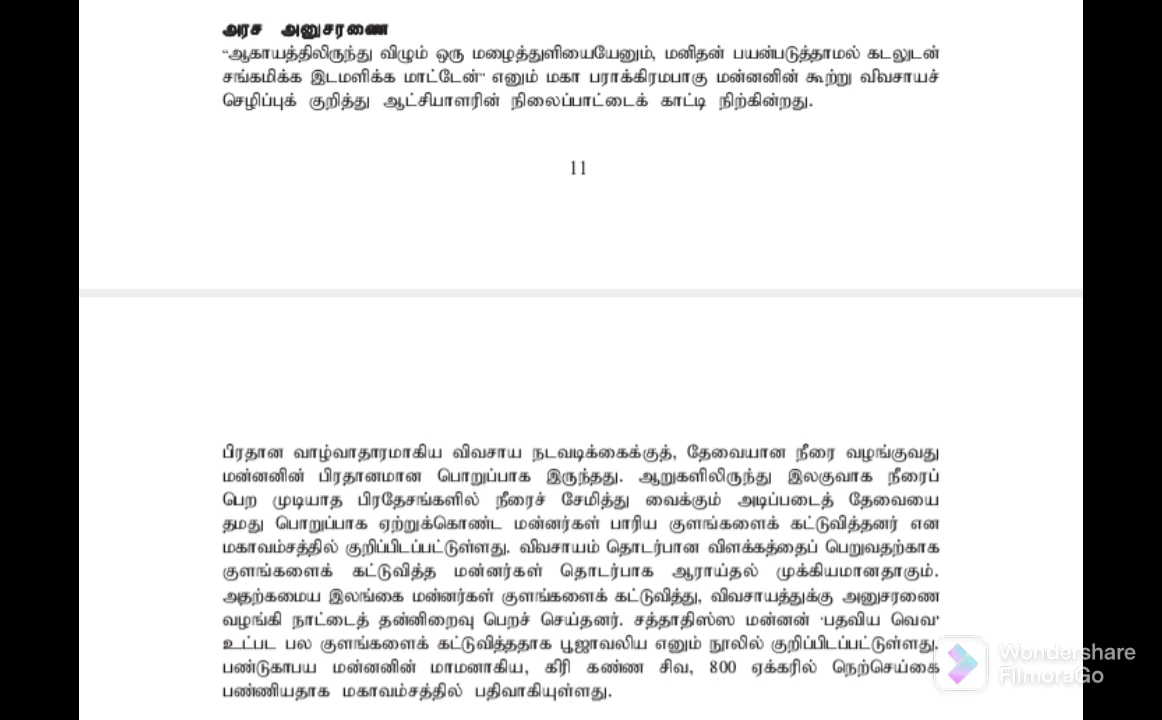 அரச அனுசரணை
“ஆகாயத்திலிருந்து விழும் ஒரு மழைத்துளியையேனும், மனிதன் பயன்படுத்தாமல் கடலுடன்
சங்கமிக்க இடமளிக்க மாட்டேன்” எனும் மகா பராக்கிரமபாகு மன்னனின் கூற்று விவசாயச்
செழிப்புக் குறித்து ஆட்சியாளரின் நிலைப்பாட்டைக் காட்டி நிற்கின்றது.
11
பிரதான வாழ்வாதாரமாகிய விவசாய நடவடிக்கைக்குத், தேவையான நீரை வழங்குவது
மன்னனின் பிரதானமான பொறுப்பாக இருந்தது. ஆறுகளிலிருந்து இலகுவாக நீரைப்
பெற முடியாத பிரதேசங்களில் நீரைச் சேமித்து வைக்கும் அடிப்படைத் தேவையை
தமது பொறுப்பாக ஏற்றுக்கொண்ட மன்னர்கள் பாரிய குளங்களைக் கட்டுவித்தனர் என
மகாவம்சத்தில் குறிப்பிடப்பட்டுள்ளது. விவசாயம் தொடர்பான விளக்கத்தைப் பெறுவதற்காக
குளங்களைக் கட்டுவித்த மன்னர்கள் தொடர்பாக ஆராய்தல் முக்கியமானதாகும்.
அதற்கமைய இலங்கை மன்னர்கள் குளங்களைக் கட்டுவித்து, விவசாயத்துக்கு அனுசரணை
வழங்கி நாட்டைத் தன்னிறைவு பெறச் செய்தனர். சத்தாதிஸ்ஸ மன்னன் ‘பதவிய வெவ’
உட்பட பல குளங்களைக் கட்டுவித்ததாக பூஜாவலிய எனும் நூலில் குறிப்பிடப்பட்டுள்ளது.
பண்டுகாபய மன்னனின் மாமனாகிய, கிரி கண்ண சிவ, 800 ஏக்கரில் நெற்செய்கை
பண்ணியதாக மகாவம்சத்தில் பதிவாகியுள்ளது.
Wondershare
FilmoraGo